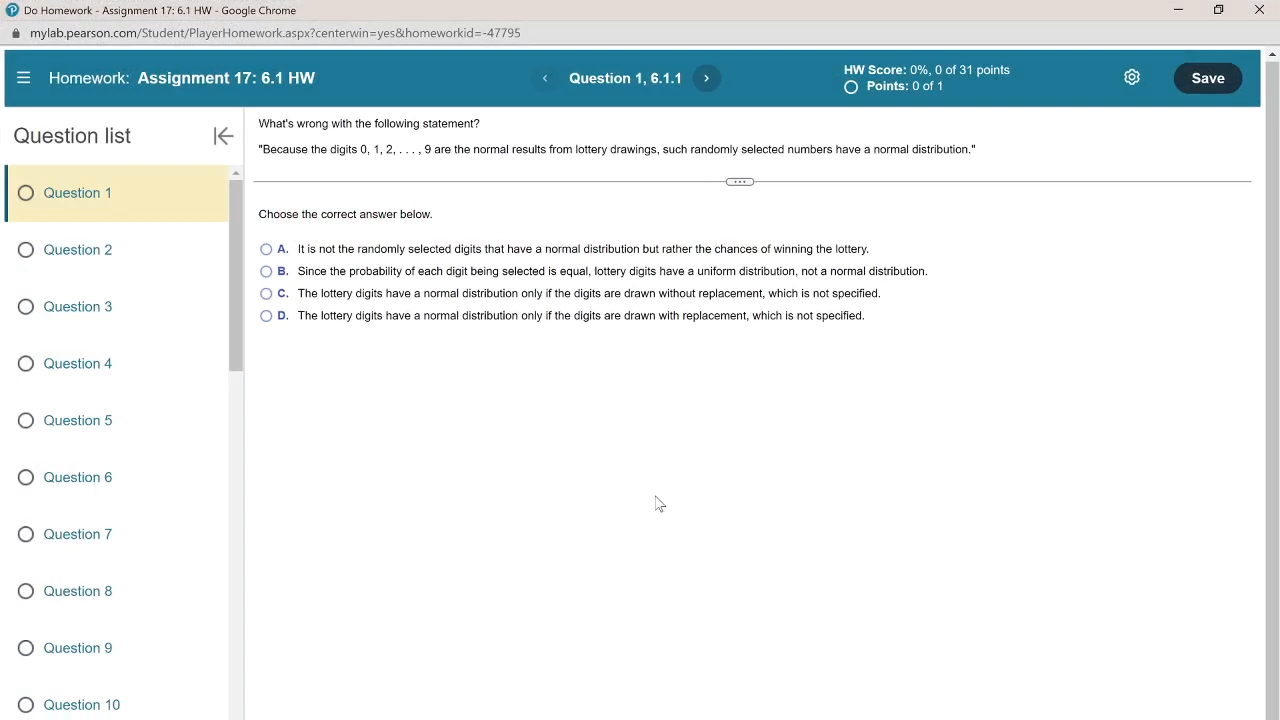 Do Homework - Assignment 17: 6.1 HW - Google Chrome
mylab.pearson.com/Student/PlayerHomework.aspx?centerwin=yes&homeworkid=-47795
Homework: Assignment 17: 6.1 HW
Question 1, 6.1.1
HW Score: 0%, 0 of 31 points
Points: 0 of 1
Save
Question list
Question 1
Question 2
Question 3
Question 4
Question 5
Question 6
Question 7
Question 8
Question 9
Question 10
What's wrong with the following statement?
"Because the digits 0, 1, 2, . . . , 9 are the normal results from lottery drawings, such randomly selected numbers have a normal distribution."
Choose the correct answer below.
A. It is not the randomly selected digits that have a normal distribution but rather the chances of winning the lottery.
B. Since the probability of each digit being selected is equal, lottery digits have a uniform distribution, not a normal distribution.
C. The lottery digits have a normal distribution only if the digits are drawn without replacement, which is not specified.
D. The lottery digits have a normal distribution only if the digits are drawn with replacement, which is not specified.